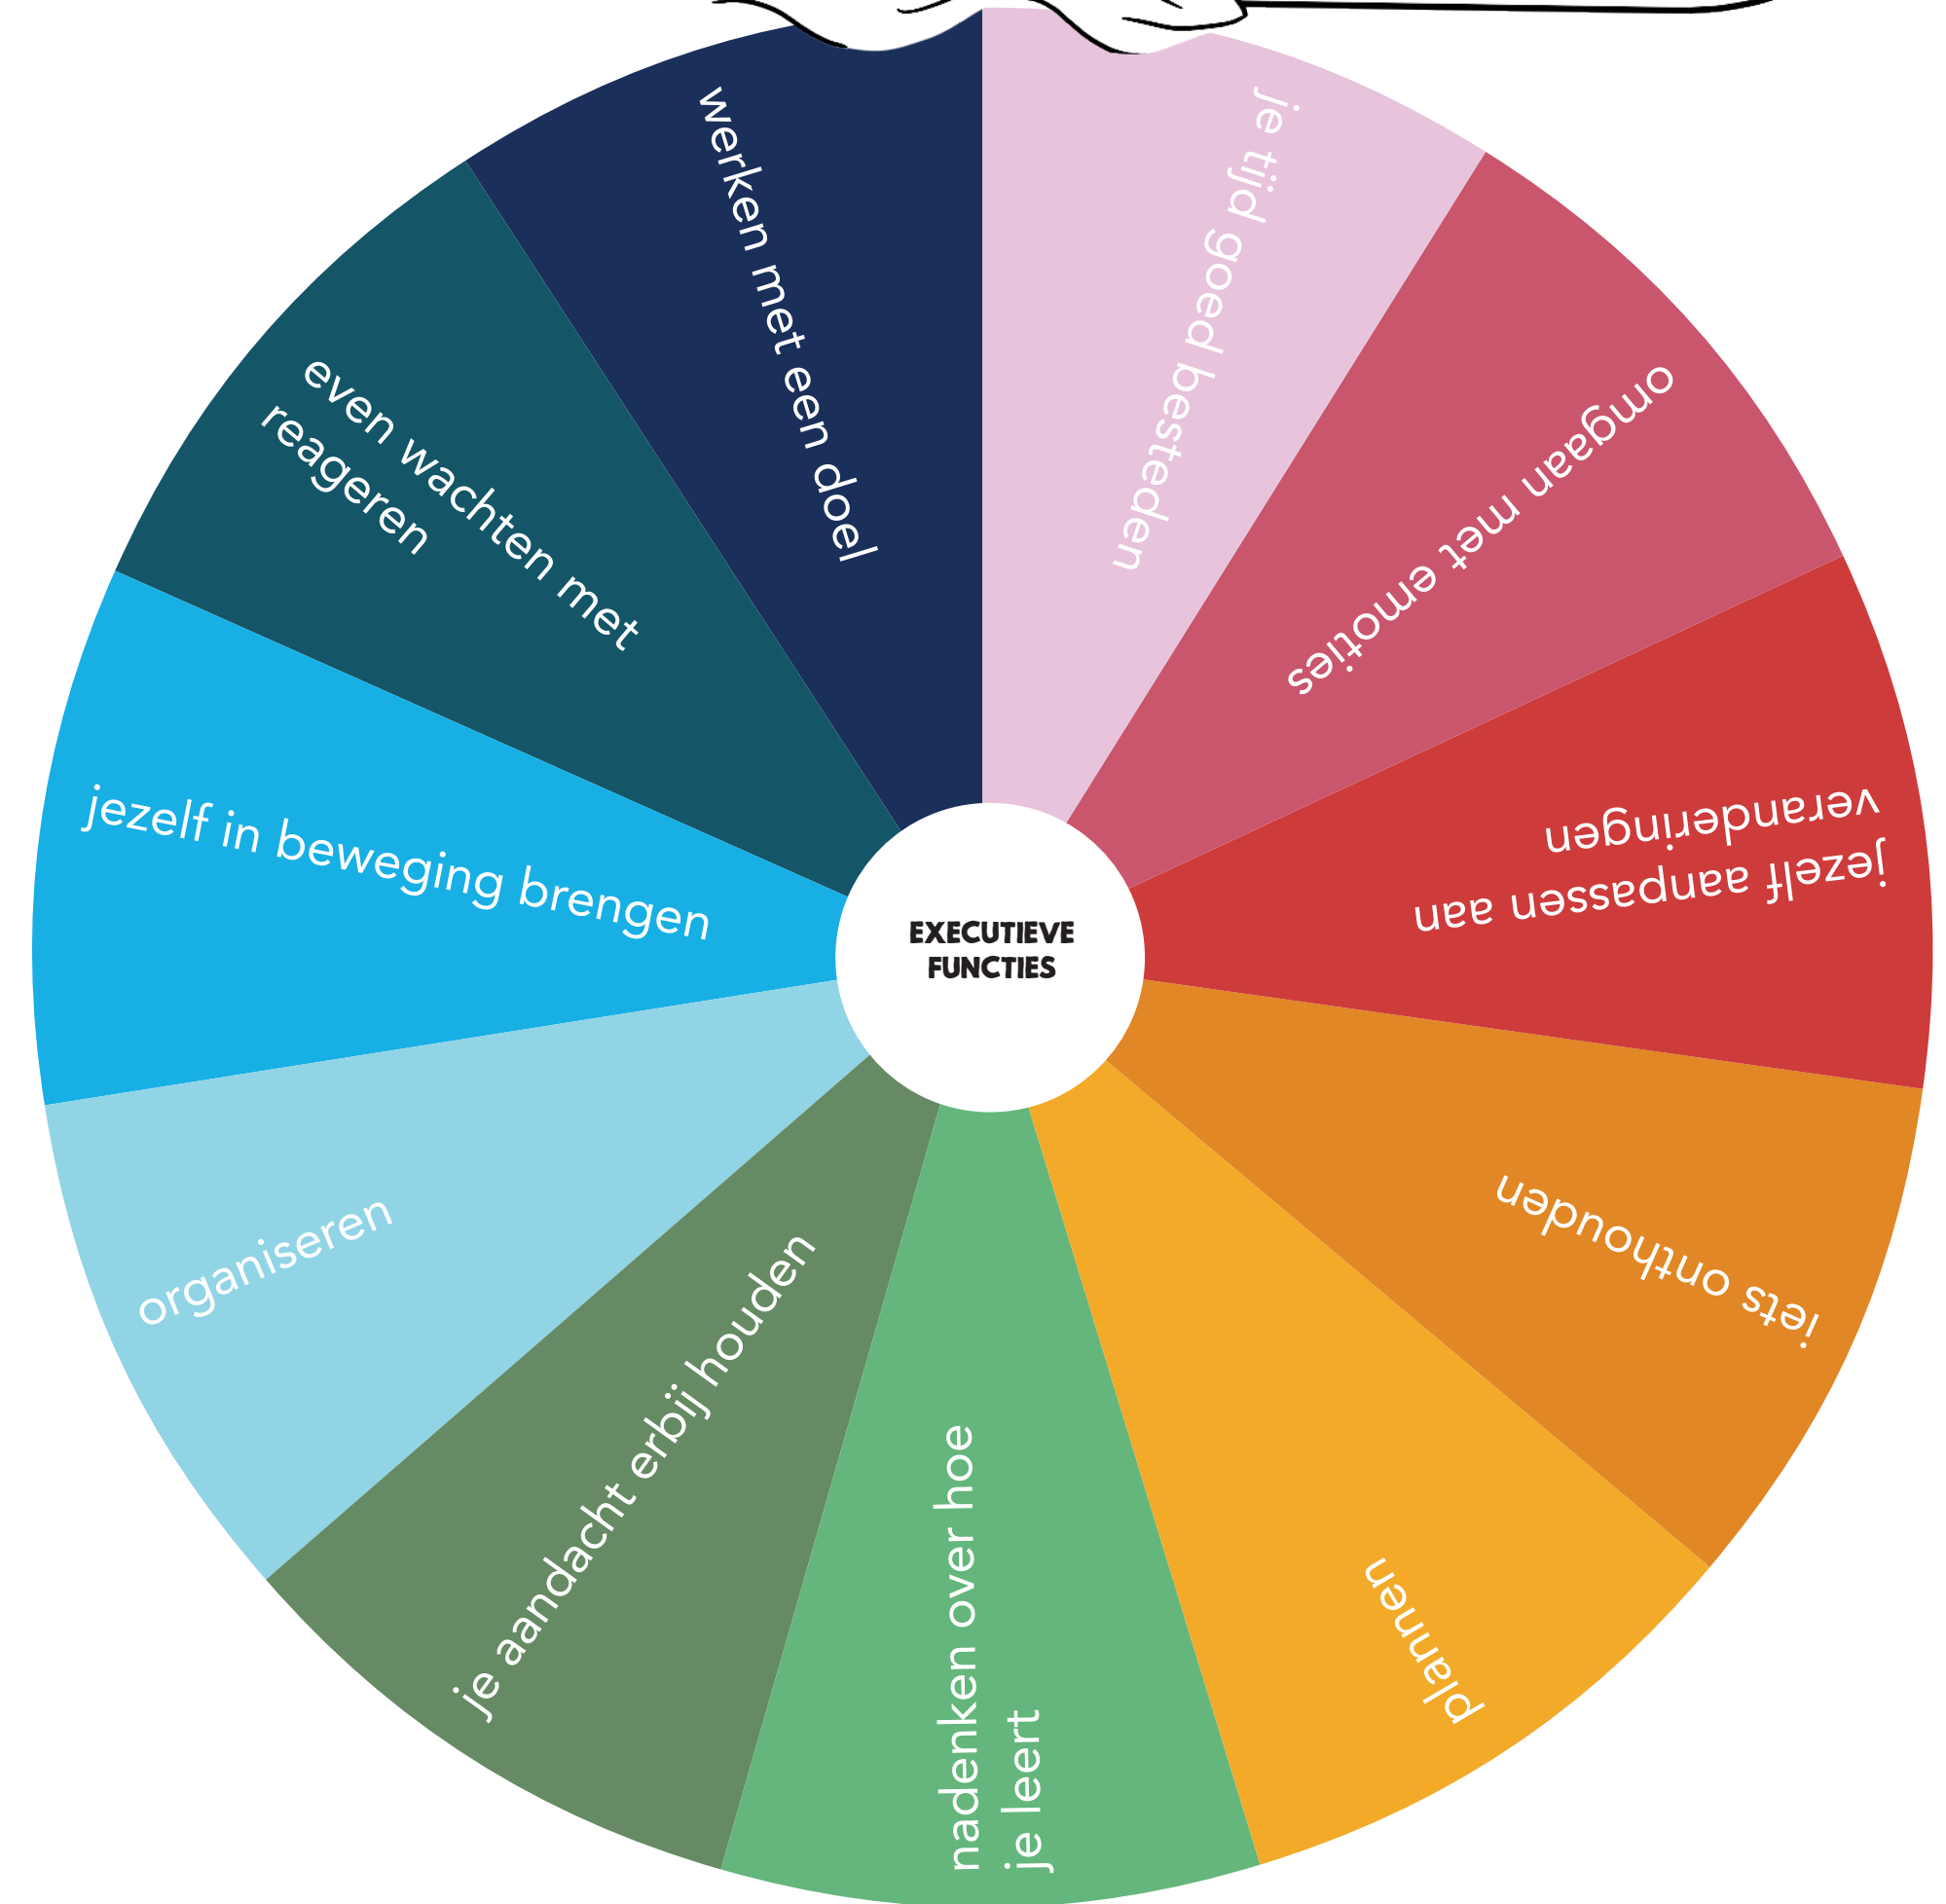 EXECUTIEVE
FUNCTIES
je tijd goed besteden
omgaan met emoties
jezelf aanpassen aan
veranderingen
iets onthouden
plannen
nadenken over hoe
je leert
je aandacht erbij houden
organiseren
jezelf in beweging brengen
even wachten met
reageren
werken met een doel